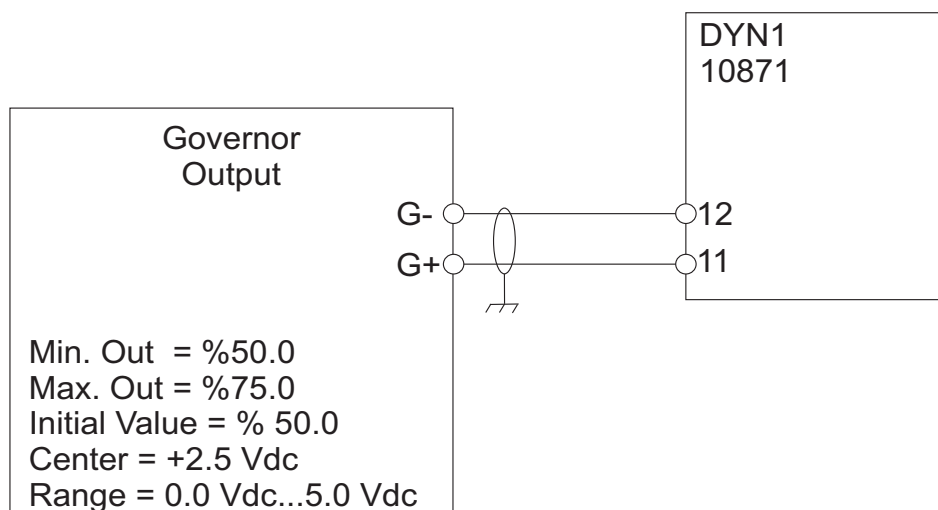 DYN1
10871
Governor
Output
G-
12
G+
11
Min. Out = %50.0
Max. Out = %75.0
Initial Value = % 50.0
Center = +2.5 Vdc
Range = 0.0 Vdc...5.0 Vdc